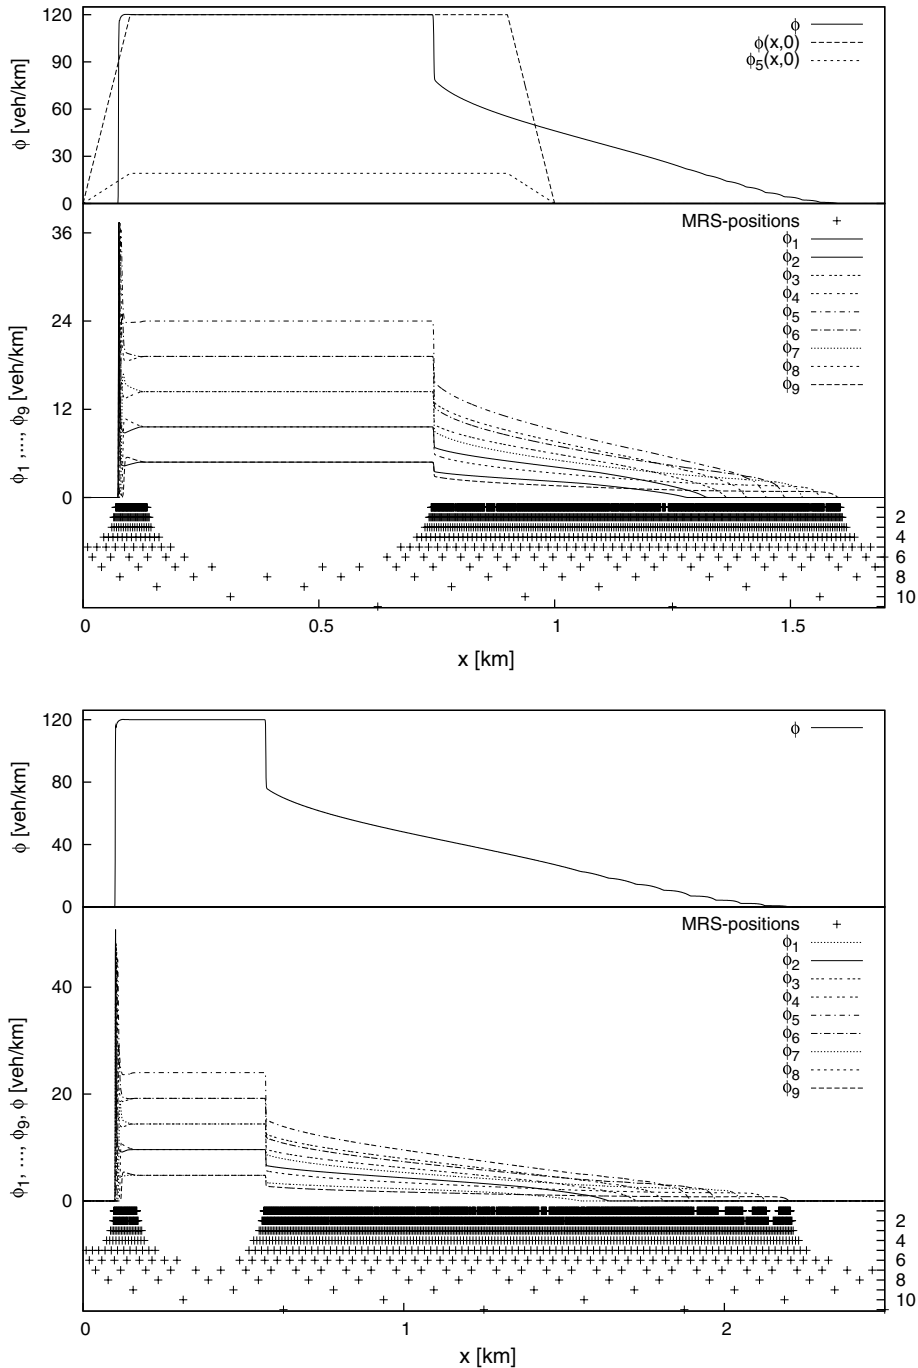 120
90
60
30
0
ϕ [veh/km]
ϕ
ϕ(x,0)
ϕ5(x,0)
36
24
12
0
ϕ1 ,..., ϕ9 [veh/km]
MRS-positions
ϕ1
ϕ2
ϕ3
ϕ4
ϕ5
ϕ6
ϕ7
ϕ8
ϕ9
2
4
6
8
10
0 0.5 1 1.5
x [km]
120
80
40
0
ϕ [veh/km]
ϕ
40
20
0
ϕ1, ..., ϕ9, ϕ [veh/km]
MRS-positions
ϕ1
ϕ2
ϕ3
ϕ4
ϕ5
ϕ6
ϕ7
ϕ8
ϕ9
2
4
6
8
10
0 1 2
x [km]